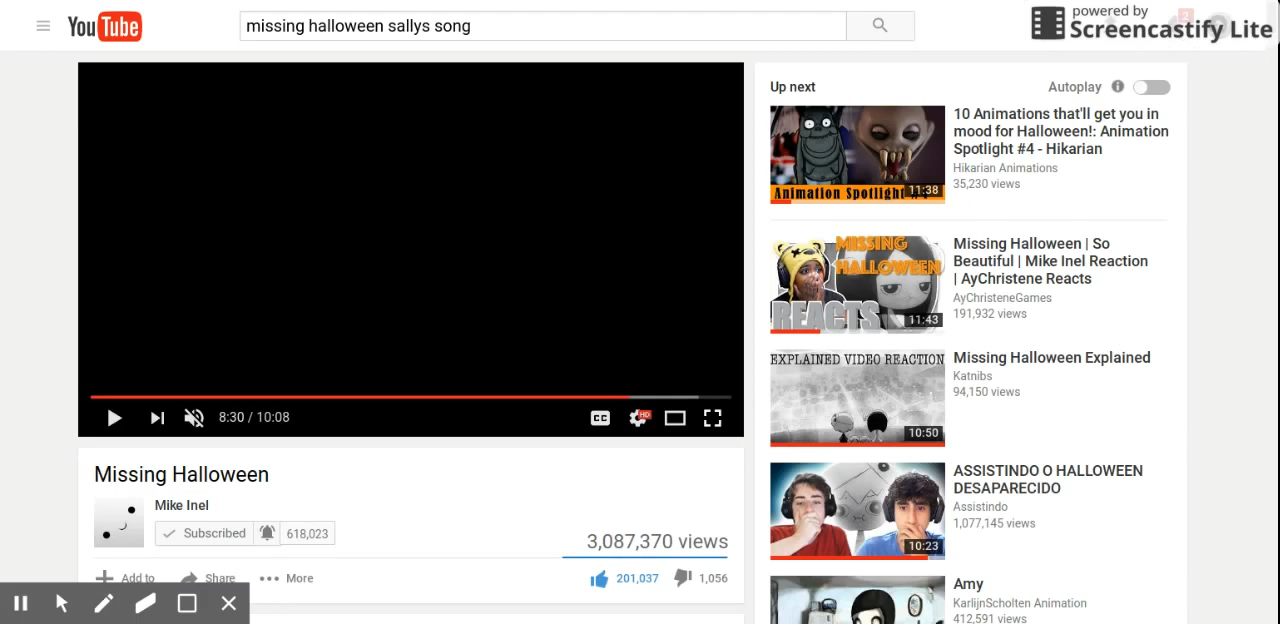 YouTube
missing halloween sallys song
powered by
Screencastify Lite
2
8:30 / 10:08
CC
HD
Missing Halloween
Mike Inel
Subscribed
618,023
3,087,370 views
Add to
Share
More
201,037
1,056
Up next
Autoplay
Animation Spotlight
11:38
10 Animations that'll get you in
mood for Halloween!: Animation
Spotlight #4 - Hikarian
Hikarian Animations
35,230 views
MISSING
HALLOWEEN
REACTS
11:43
Missing Halloween | So
Beautiful | Mike Inel Reaction
| AyChristene Reacts
AyChristeneGames
191,932 views
EXPLAINED VIDEO REACTION
10:50
Missing Halloween Explained
Katnibs
94,150 views
10:23
ASSISTINDO O HALLOWEEN
DESAPARECIDO
Assistindo
1,077,145 views
Amy
KarlijnScholten Animation
412,591 views